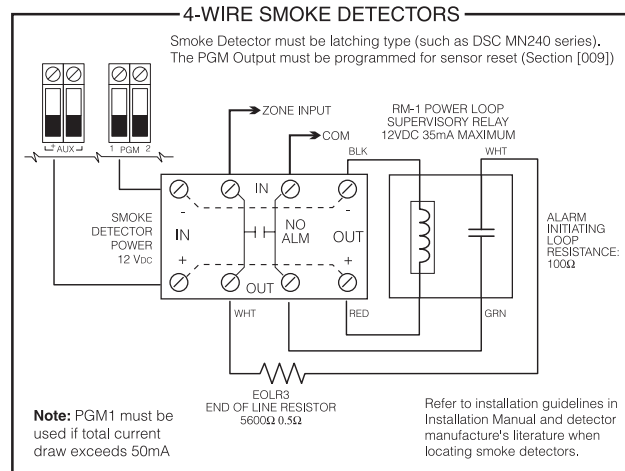 4-WIRE SMOKE DETECTORS
Smoke Detector must be latching type (such as DSC MN240 series).
The PGM Output must be programmed for sensor reset (Section [009])
+ AUX -
1 PGM 2
ZONE INPUT
COM
BLK
RM-1 POWER LOOP
SUPERVISORY RELAY
12VDC 35mA MAXIMUM
WHT
SMOKE
DETECTOR
POWER
12 VDC
-
IN
+
IN
NO
ALM
OUT
-
OUT
+
ALARM
INITIATING
LOOP
RESISTANCE:
100Ω
WHT
RED
GRN
EOLR3
END OF LINE RESISTOR
5600Ω 0.5Ω
Note: PGM1 must be
used if total current
draw exceeds 50mA
Refer to installation guidelines in
Installation Manual and detector
manufacture's literature when
locating smoke detectors.